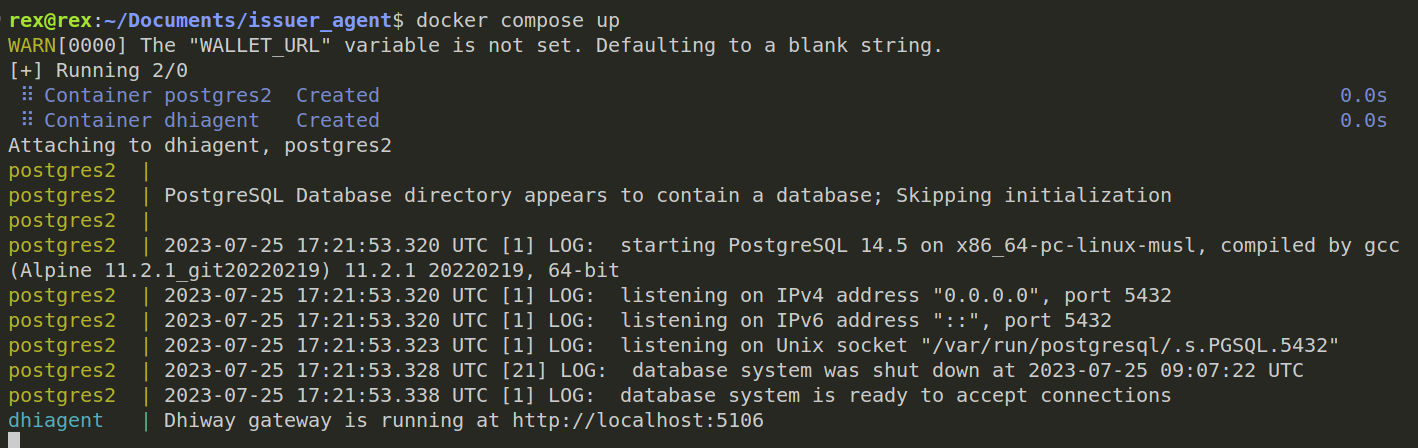 rex@rex:~/Documents/issuer_agent$ docker compose up
WARN[0000] The "WALLET_URL" variable is not set. Defaulting to a blank string.
[+] Running 2/0
⠿ Container postgres2  Created  0.0s
⠿ Container dhiagent   Created  0.0s
Attaching to dhiagent, postgres2
postgres2  |
postgres2  | PostgreSQL Database directory appears to contain a database; Skipping initialization
postgres2  |
postgres2  | 2023-07-25 17:21:53.320 UTC [1] LOG:  starting PostgreSQL 14.5 on x86_64-pc-linux-musl, compiled by gcc
(Alpine 11.2.1_git20220219) 11.2.1 20220219, 64-bit
postgres2  | 2023-07-25 17:21:53.320 UTC [1] LOG:  listening on IPv4 address "0.0.0.0", port 5432
postgres2  | 2023-07-25 17:21:53.320 UTC [1] LOG:  listening on IPv6 address "::", port 5432
postgres2  | 2023-07-25 17:21:53.323 UTC [1] LOG:  listening on Unix socket "/var/run/postgresql/.s.PGSQL.5432"
postgres2  | 2023-07-25 17:21:53.328 UTC [21] LOG:  database system was shut down at 2023-07-25 09:07:22 UTC
postgres2  | 2023-07-25 17:21:53.338 UTC [1] LOG:  database system is ready to accept connections
dhiagent   | Dhiway gateway is running at http://localhost:5106